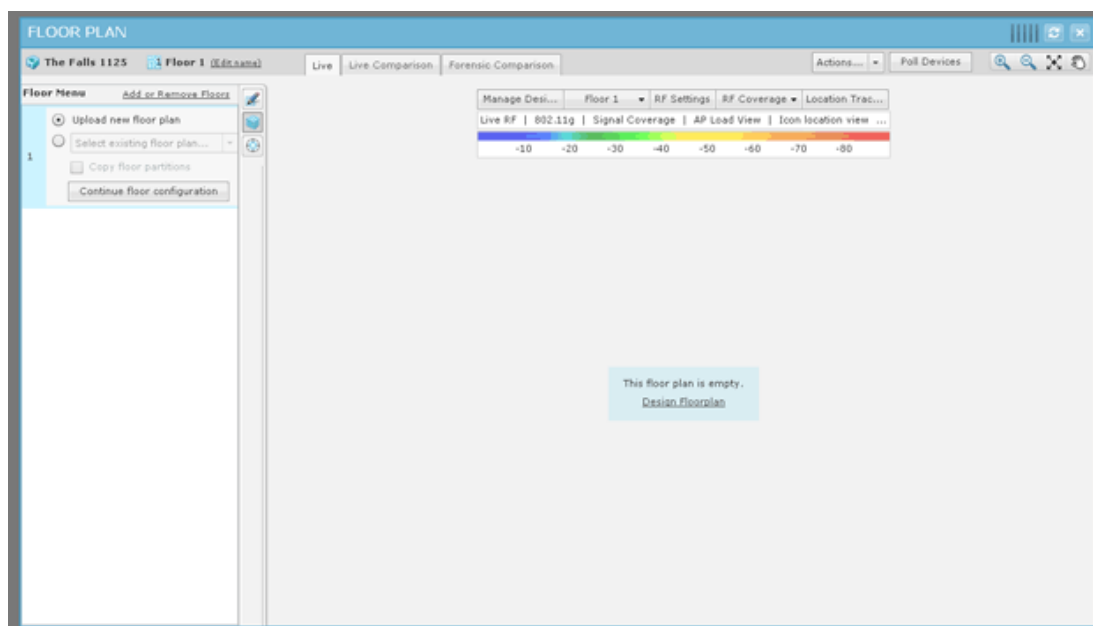 FLOOR PLAN
The Falls 1125 Floor 1 (Edit name)
Live Live Comparison Forensic Comparison
Actions... Poll Devices
Floor Menu Add or Remove Floors
1
Upload new floor plan
Select existing floor plan...
Copy floor partitions
Continue floor configuration
Manage Desi... Floor 1 RF Settings RF Coverage Location Trac...
Live RF | 802.11g | Signal Coverage | AP Load View | Icon location view ...
-10 -20 -30 -40 -50 -60 -70 -80
This floor plan is empty.
Design Floorplan